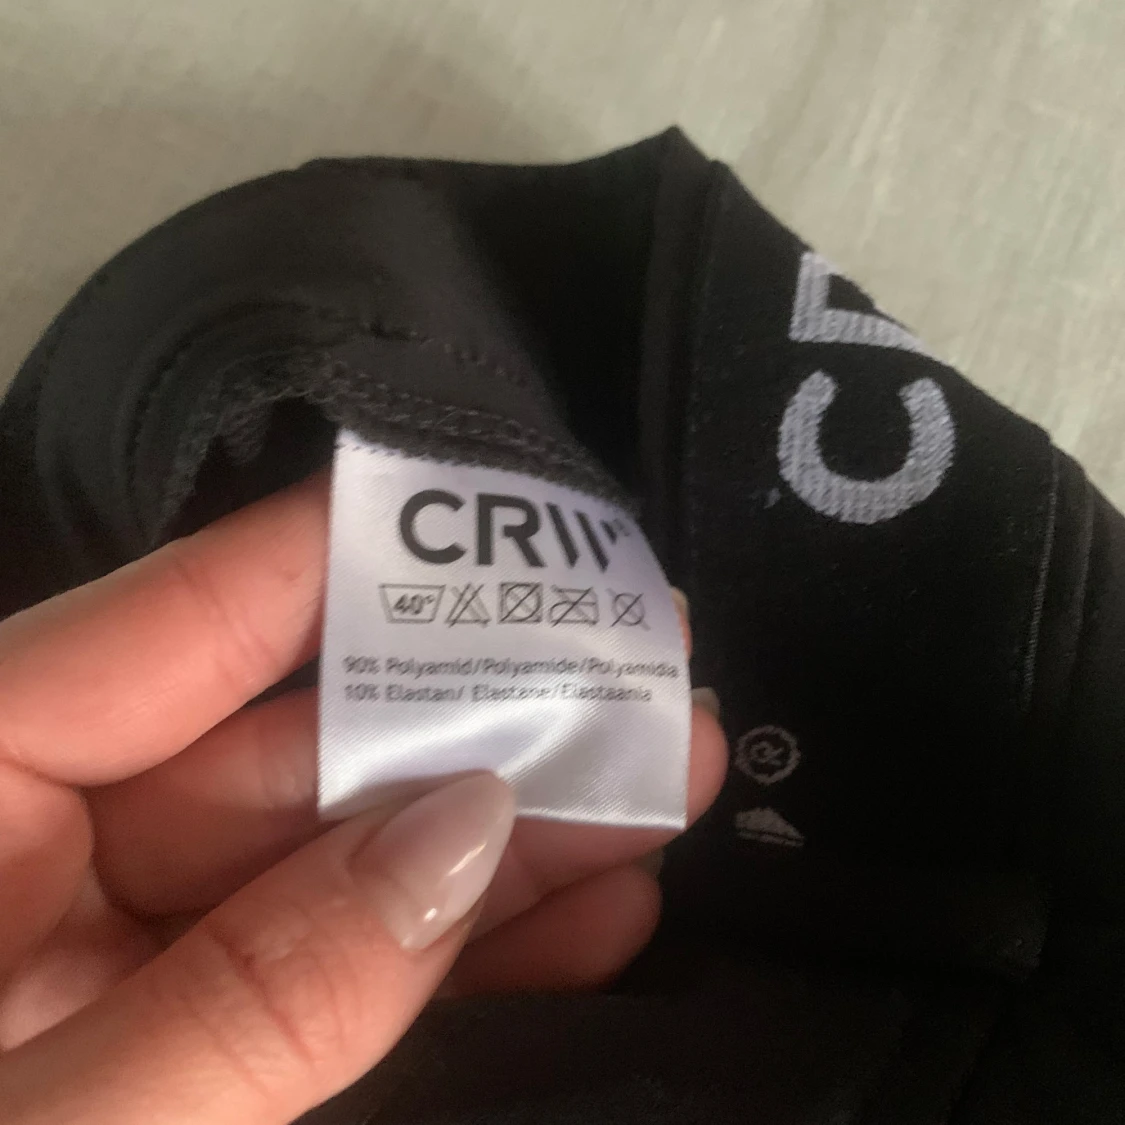 CRW
40°
90% Polyamid/Polyamide/Polyamidia
10% Elastan/ Elastane/Elastaania